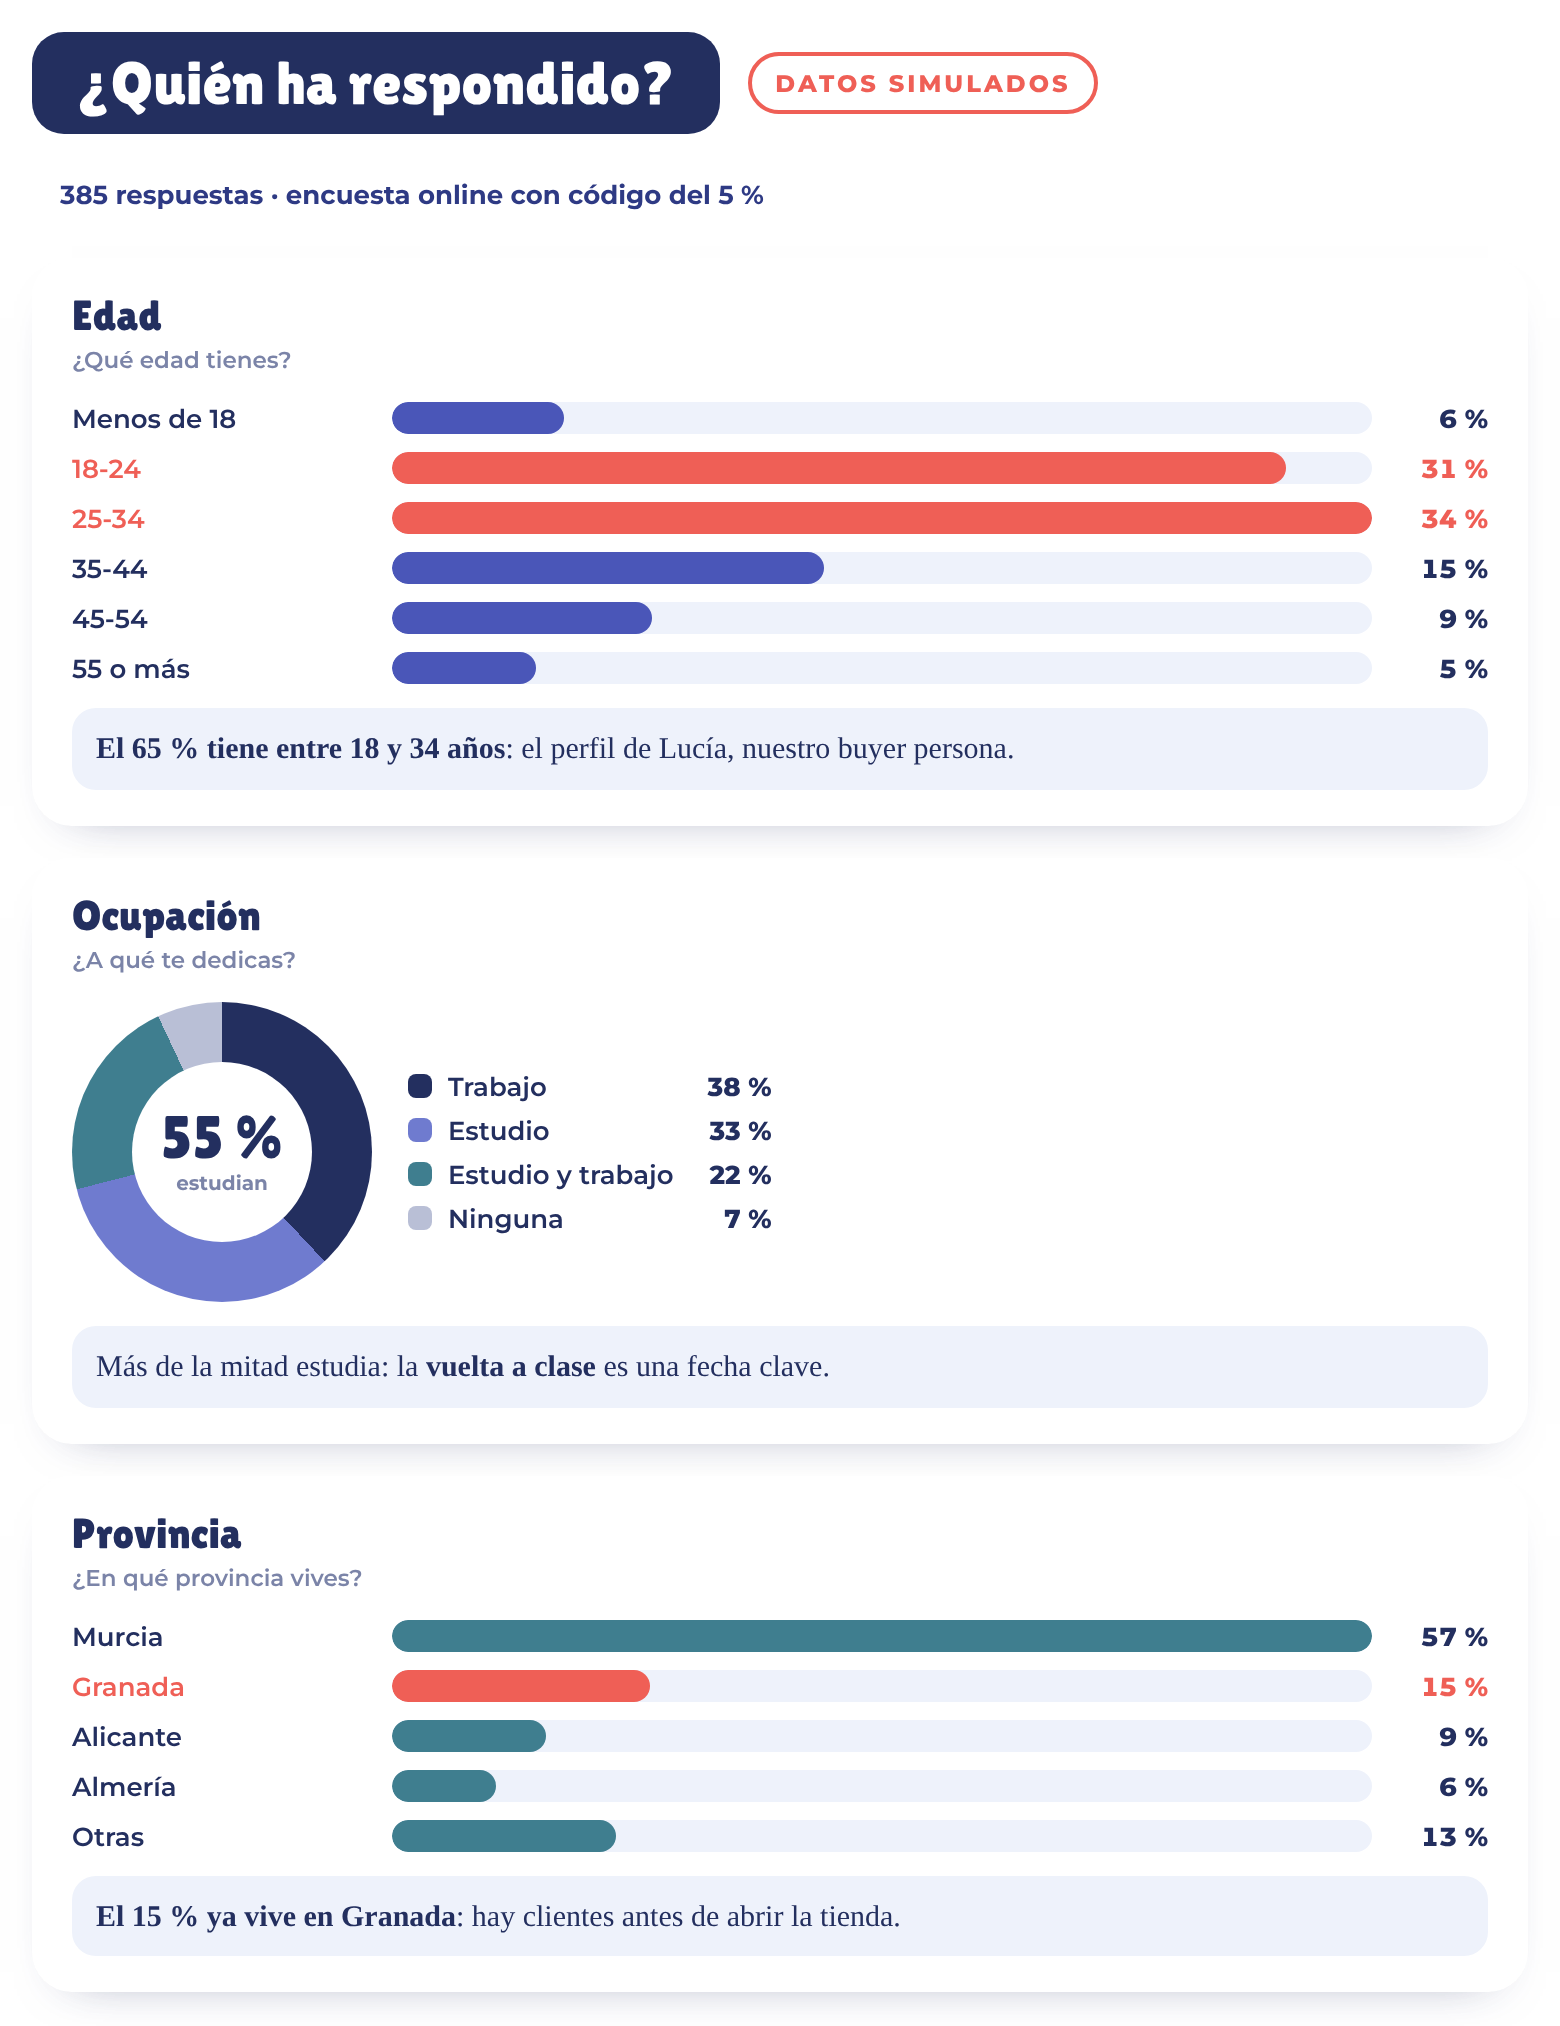 ¿Quién ha respondido?
DATOS SIMULADOS
385 respuestas · encuesta online con código del 5 %
Edad
¿Qué edad tienes?
Menos de 18 6 %
18-24 31 %
25-34 34 %
35-44 15 %
45-54 9 %
55 o más 5 %
El 65 % tiene entre 18 y 34 años: el perfil de Lucía, nuestro buyer persona.
Ocupación
¿A qué te dedicas?
55 %
estudian
Trabajo 38 %
Estudio 33 %
Estudio y trabajo 22 %
Ninguna 7 %
Más de la mitad estudia: la vuelta a clase es una fecha clave.
Provincia
¿En qué provincia vives?
Murcia 57 %
Granada 15 %
Alicante 9 %
Almería 6 %
Otras 13 %
El 15 % ya vive en Granada: hay clientes antes de abrir la tienda.